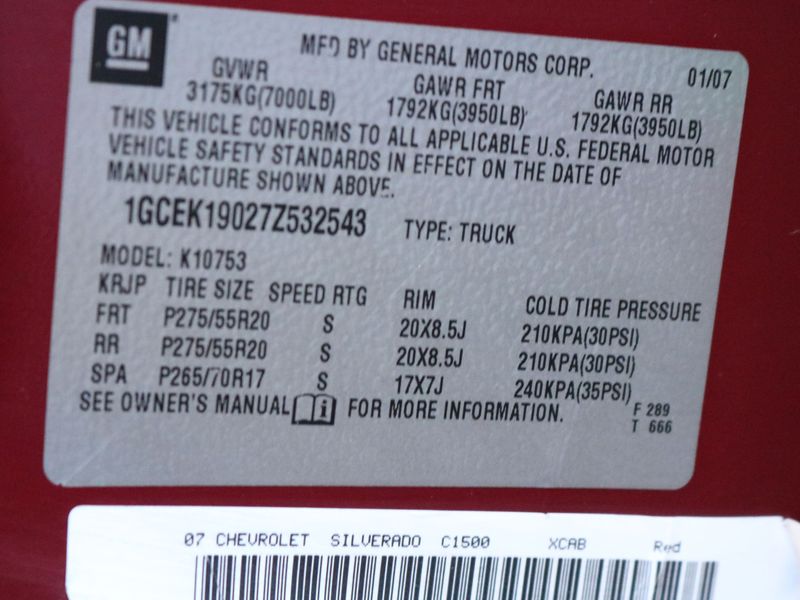 GM
MFD BY GENERAL MOTORS CORP. 01/07
GVWR GAWR FRT GAWR RR
3175KG(7000LB) 1792KG(3950LB) 1792KG(3950LB)
THIS VEHICLE CONFORMS TO ALL APPLICABLE U.S. FEDERAL MOTOR
VEHICLE SAFETY STANDARDS IN EFFECT ON THE DATE OF
MANUFACTURE SHOWN ABOVE.
1GCEK19027Z532543 TYPE: TRUCK
MODEL: K10753
KRJP TIRE SIZE SPEED RTG RIM COLD TIRE PRESSURE
FRT P275/55R20 S 20X8.5J 210KPA(30PSI)
RR P275/55R20 S 20X8.5J 210KPA(30PSI)
SPA P265/70R17 S 17X7J 240KPA(35PSI)
SEE OWNER'S MANUAL i FOR MORE INFORMATION.
F 289
T 666
07 CHEVROLET SILVERADO C1500 XCAB Red